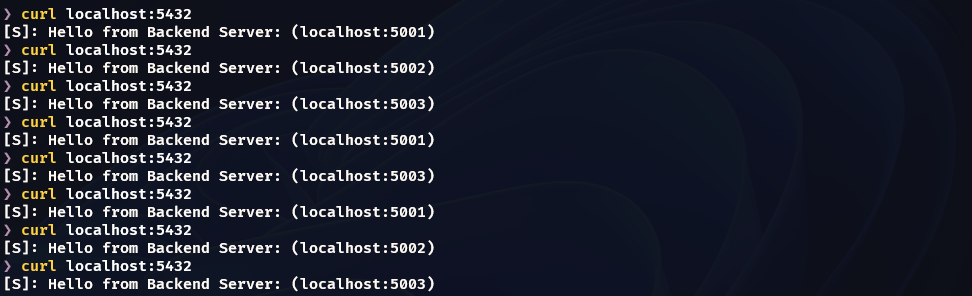 ❯ curl localhost:5432
[S]: Hello from Backend Server: (localhost:5001)
❯ curl localhost:5432
[S]: Hello from Backend Server: (localhost:5002)
❯ curl localhost:5432
[S]: Hello from Backend Server: (localhost:5003)
❯ curl localhost:5432
[S]: Hello from Backend Server: (localhost:5001)
❯ curl localhost:5432
[S]: Hello from Backend Server: (localhost:5003)
❯ curl localhost:5432
[S]: Hello from Backend Server: (localhost:5001)
❯ curl localhost:5432
[S]: Hello from Backend Server: (localhost:5002)
❯ curl localhost:5432
[S]: Hello from Backend Server: (localhost:5003)